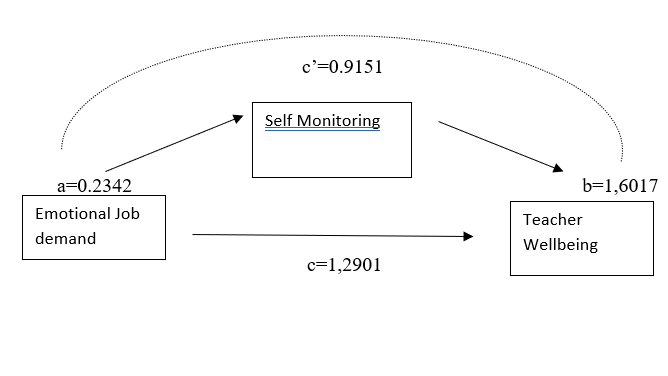 c’=0.9151
Self Monitoring
a=0.2342
b=1,6017
Emotional Job
demand
Teacher
Wellbeing
c=1,2901